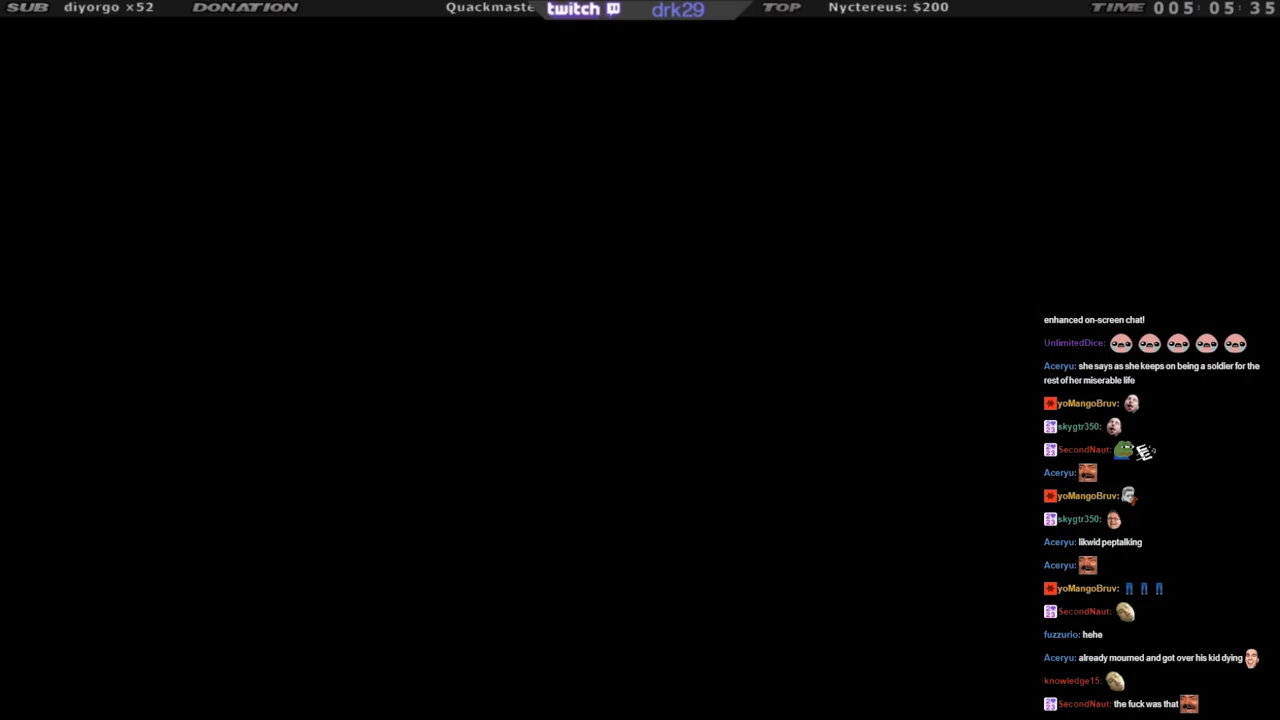 SUB diyorgo ×52 DONATION Quackmaste twitch drk29 TOP Nyctereus: $200 TIME 005:05:35
enhanced on-screen chat!
UnlimitedDice:
Aceryu: she says as she keeps on being a soldier for the
rest of her miserable life
yoMangoBruv:
skygtr350:
SecondNaut:
Aceryu:
yoMangoBruv:
skygtr350:
Aceryu: likwid peptalking
Aceryu:
yoMangoBruv:
SecondNaut:
fuzzurio: hehe
Aceryu: already mourned and got over his kid dying
knowledge15:
SecondNaut: the fuck was that